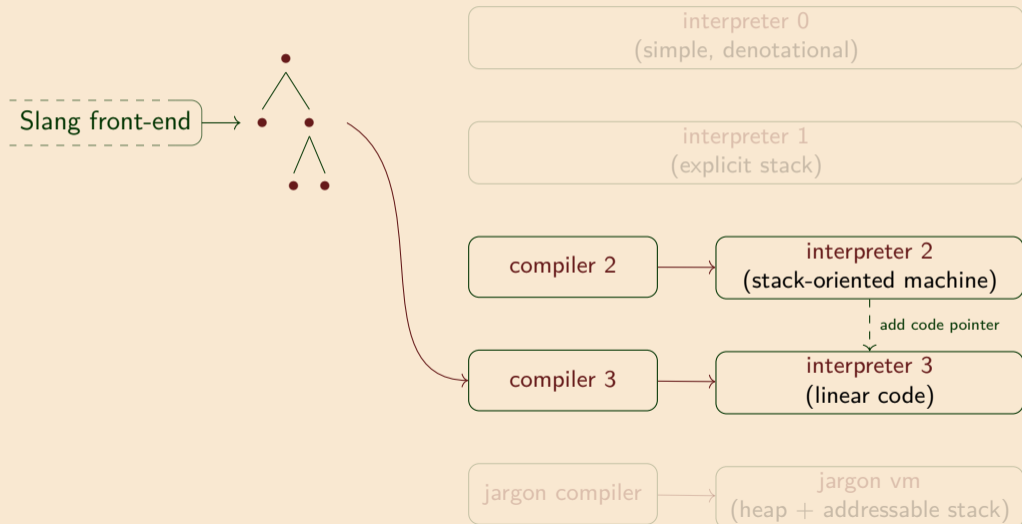 interpreter 0
(simple, denotational)
Slang front-end
interpreter 1
(explicit stack)
compiler 2
interpreter 2
(stack-oriented machine)
add code pointer
compiler 3
interpreter 3
(linear code)
jargon compiler
jargon vm
(heap + addressable stack)